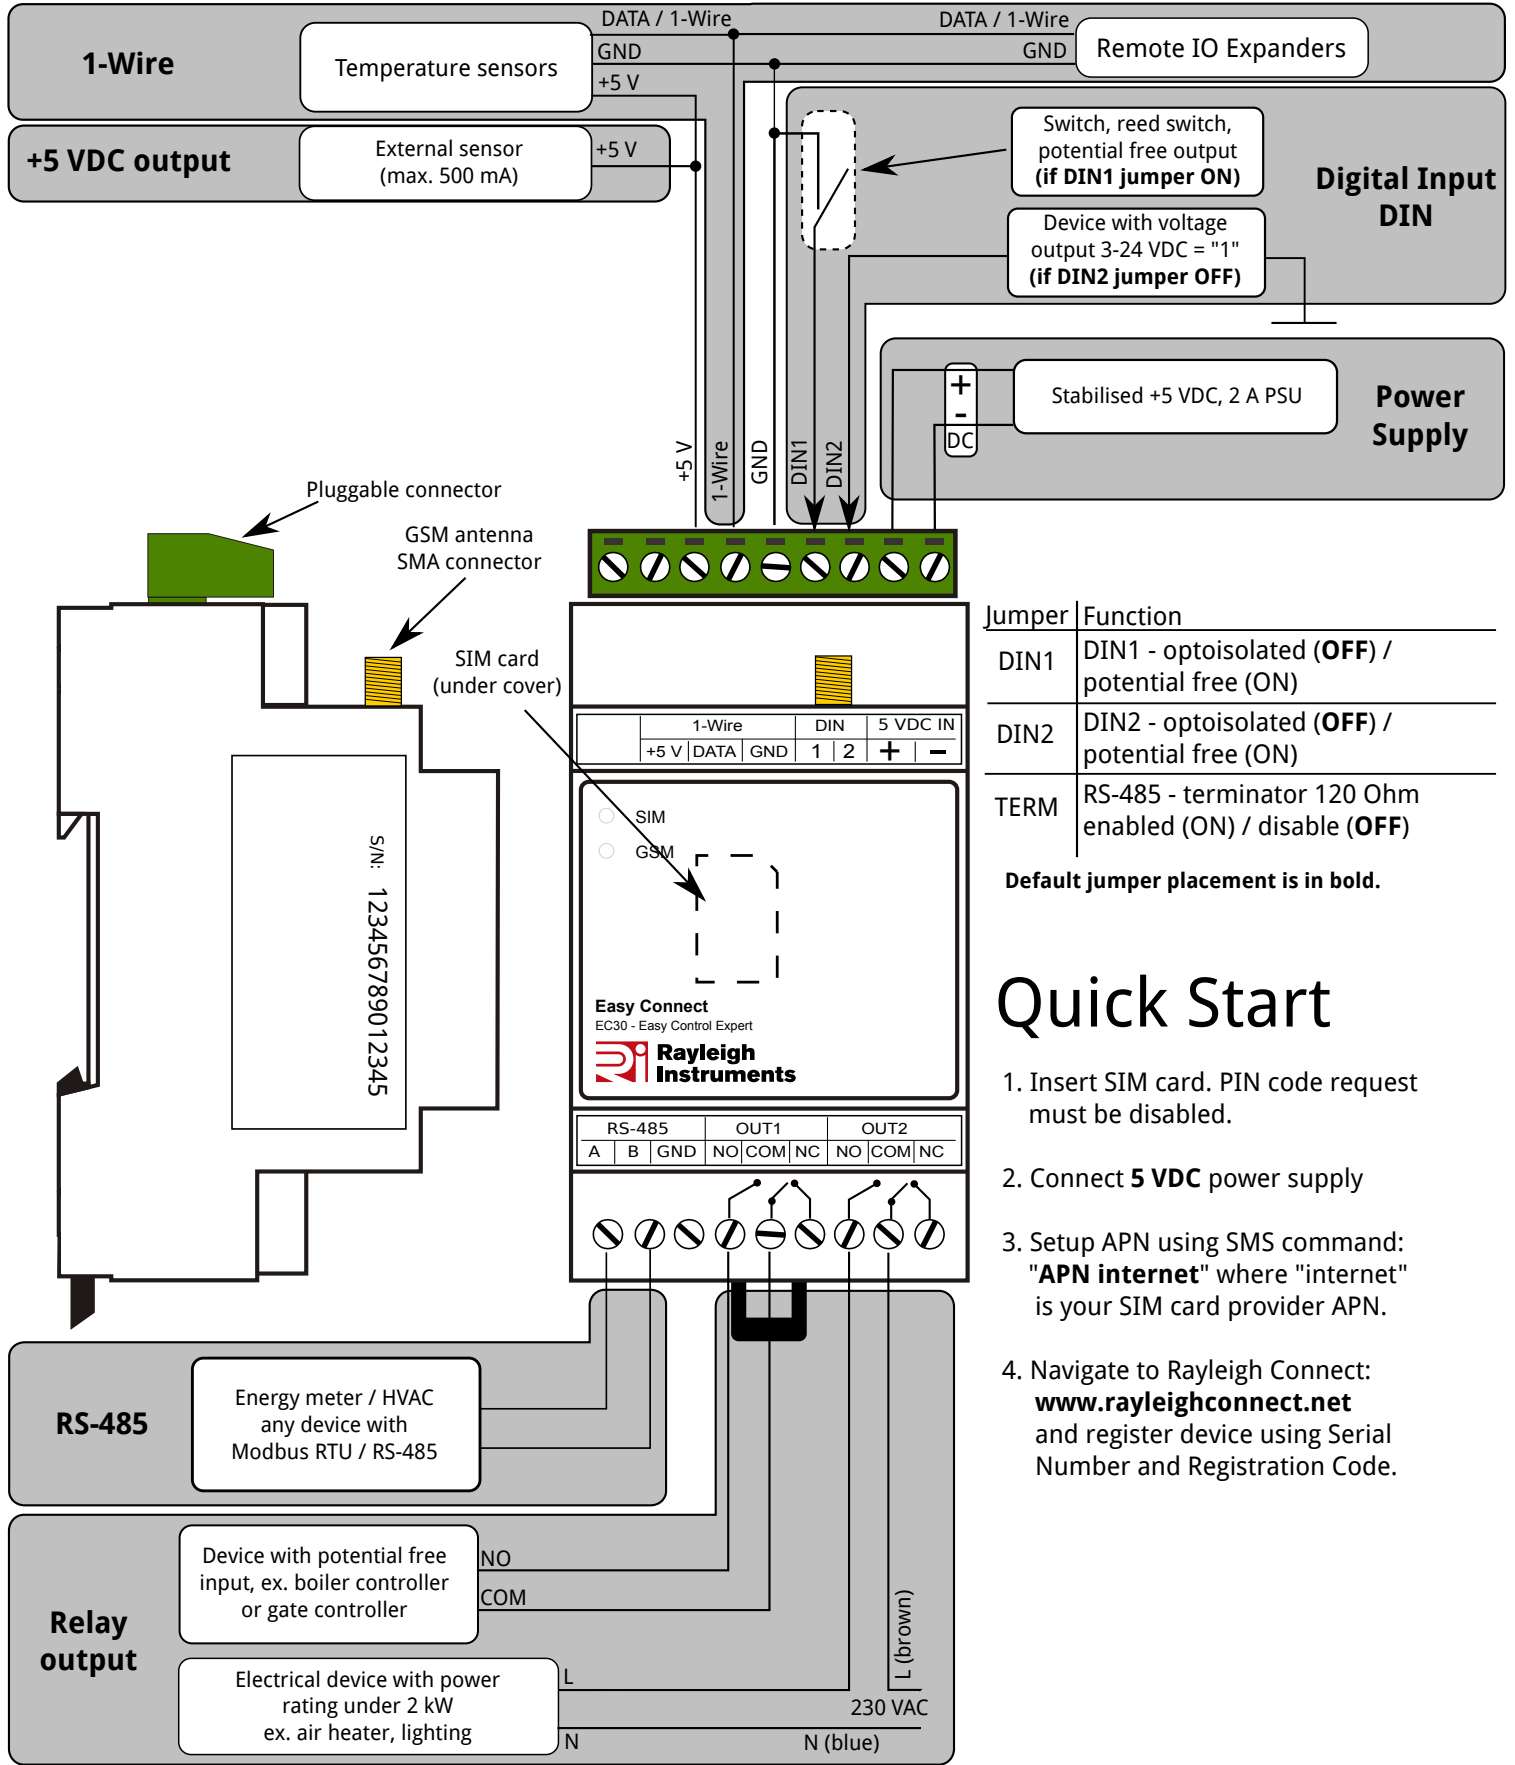 1-Wire
Temperature sensors
DATA / 1-Wire
GND
+5 V
DATA / 1-Wire
GND
Remote IO Expanders
+5 VDC output
External sensor
(max. 500 mA)
+5 V
Switch, reed switch,
potential free output
(if DIN1 jumper ON)
Digital Input
DIN
Device with voltage
output 3-24 VDC = "1"
(if DIN2 jumper OFF)
+
-
DC
Stabilised +5 VDC, 2 A PSU
Power
Supply
+5 V
1-Wire
GND
DIN1
DIN2
Pluggable connector
GSM antenna
SMA connector
SIM card
(under cover)
S/N: 123456789012345
1-Wire DIN 5 VDC IN
+5 V DATA GND 1 2 + −
SIM
GSM
Easy Connect
EC30 - Easy Control Expert
Rayleigh
Instruments
RS-485 OUT1 OUT2
A B GND NO COM NC NO COM NC
Jumper Function
DIN1 DIN1 - optoisolated (OFF) /
potential free (ON)
DIN2 DIN2 - optoisolated (OFF) /
potential free (ON)
TERM RS-485 - terminator 120 Ohm
enabled (ON) / disable (OFF)
Default jumper placement is in bold.
Quick Start
1. Insert SIM card. PIN code request
must be disabled.
2. Connect 5 VDC power supply
3. Setup APN using SMS command:
"APN internet" where "internet"
is your SIM card provider APN.
4. Navigate to Rayleigh Connect:
www.rayleighconnect.net
and register device using Serial
Number and Registration Code.
RS-485
Energy meter / HVAC
any device with
Modbus RTU / RS-485
Relay
output
Device with potential free
input, ex. boiler controller
or gate controller
NO
COM
Electrical device with power
rating under 2 kW
ex. air heater, lighting
L
N
L (brown)
230 VAC
N (blue)